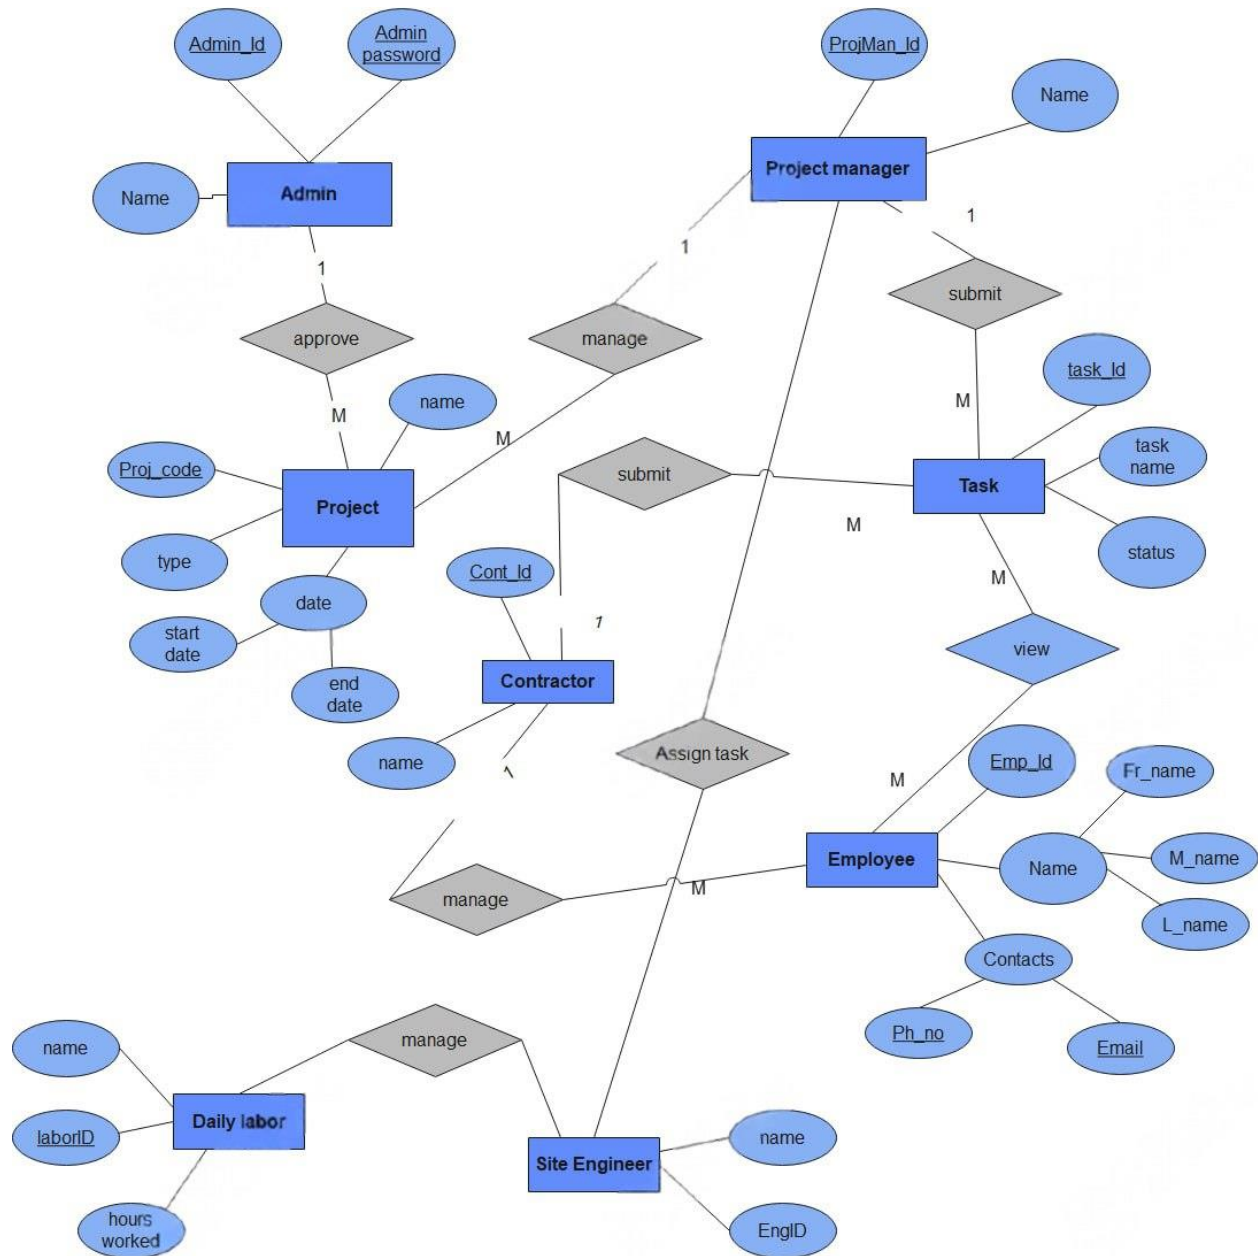 Admin_Id
Admin
password
ProjMan_Id
Name
Project manager
Name
Admin
1
1
1
submit
approve
manage
task_Id
name
M
M
M
task
name
Proj_code
submit
Task
Project
M
status
type
Cont_Id
M
date
start
date
1
view
end
date
Contractor
name
1
Assign task
Emp_Id
Fr_name
M
Employee
Name
M_name
manage
M
L_name
Contacts
Ph_no
Email
name
manage
laborID
Daily labor
name
Site Engineer
hours
worked
EngID